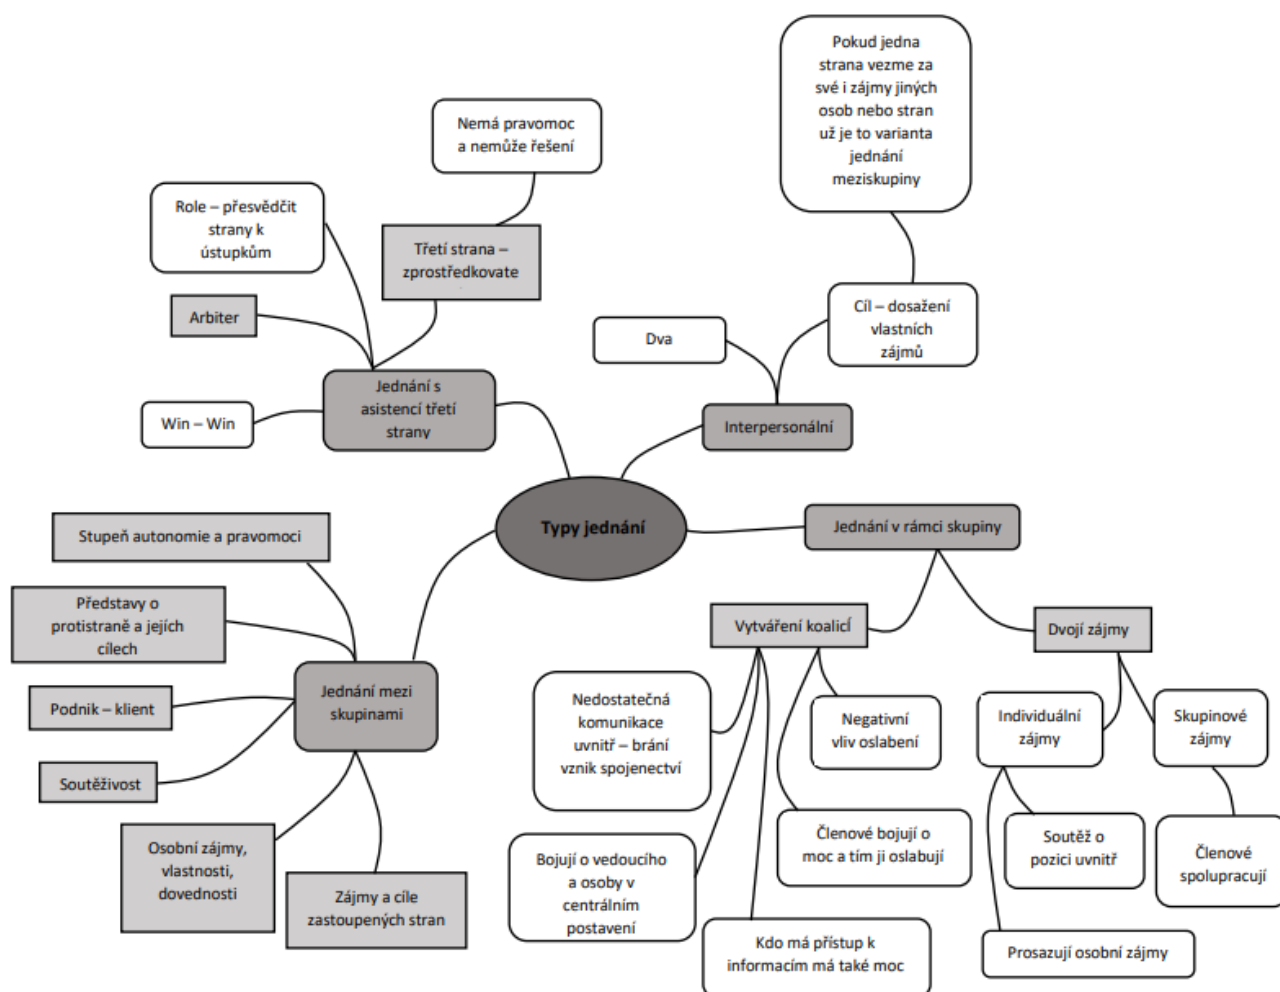 Pokud jedna
strana vezme za
své i zájmy jiných
osob nebo stran
už je to varianta
jednání
meziskupiny
Nemá pravomoc
a nemůže řešení
Role – přesvědčit
strany k
ústupkům
Třetí strana –
zprostředkovate
Arbiter
Cíl – dosažení
vlastních
zájmů
Dva
Jednání s
asistencí třetí
strany
Win – Win
Interpersonální
Typy jednání
Jednání v rámci skupiny
Stupeň autonomie a pravomoci
Představy o
protistraně a jejích
cílech
Vytváření koalicÍ
Dvojí zájmy
Jednání mezi
skupinami
Podnik – klient
Nedostatečná
komunikace
uvnitř – brání
vznik spojenectví
Negativní
vliv oslabení
Individuální
zájmy
Skupinové
zájmy
Soutěživost
Osobní zájmy,
vlastnosti,
dovednosti
Zájmy a cíle
zastoupených stran
Bojují o vedoucího
a osoby v
centrálním
postavení
Členové bojují o
moc a tím ji oslabují
Soutěž o
pozici uvnitř
Členové
spolupracují
Kdo má přístup k
informacím má také moc
Prosazují osobní zájmy